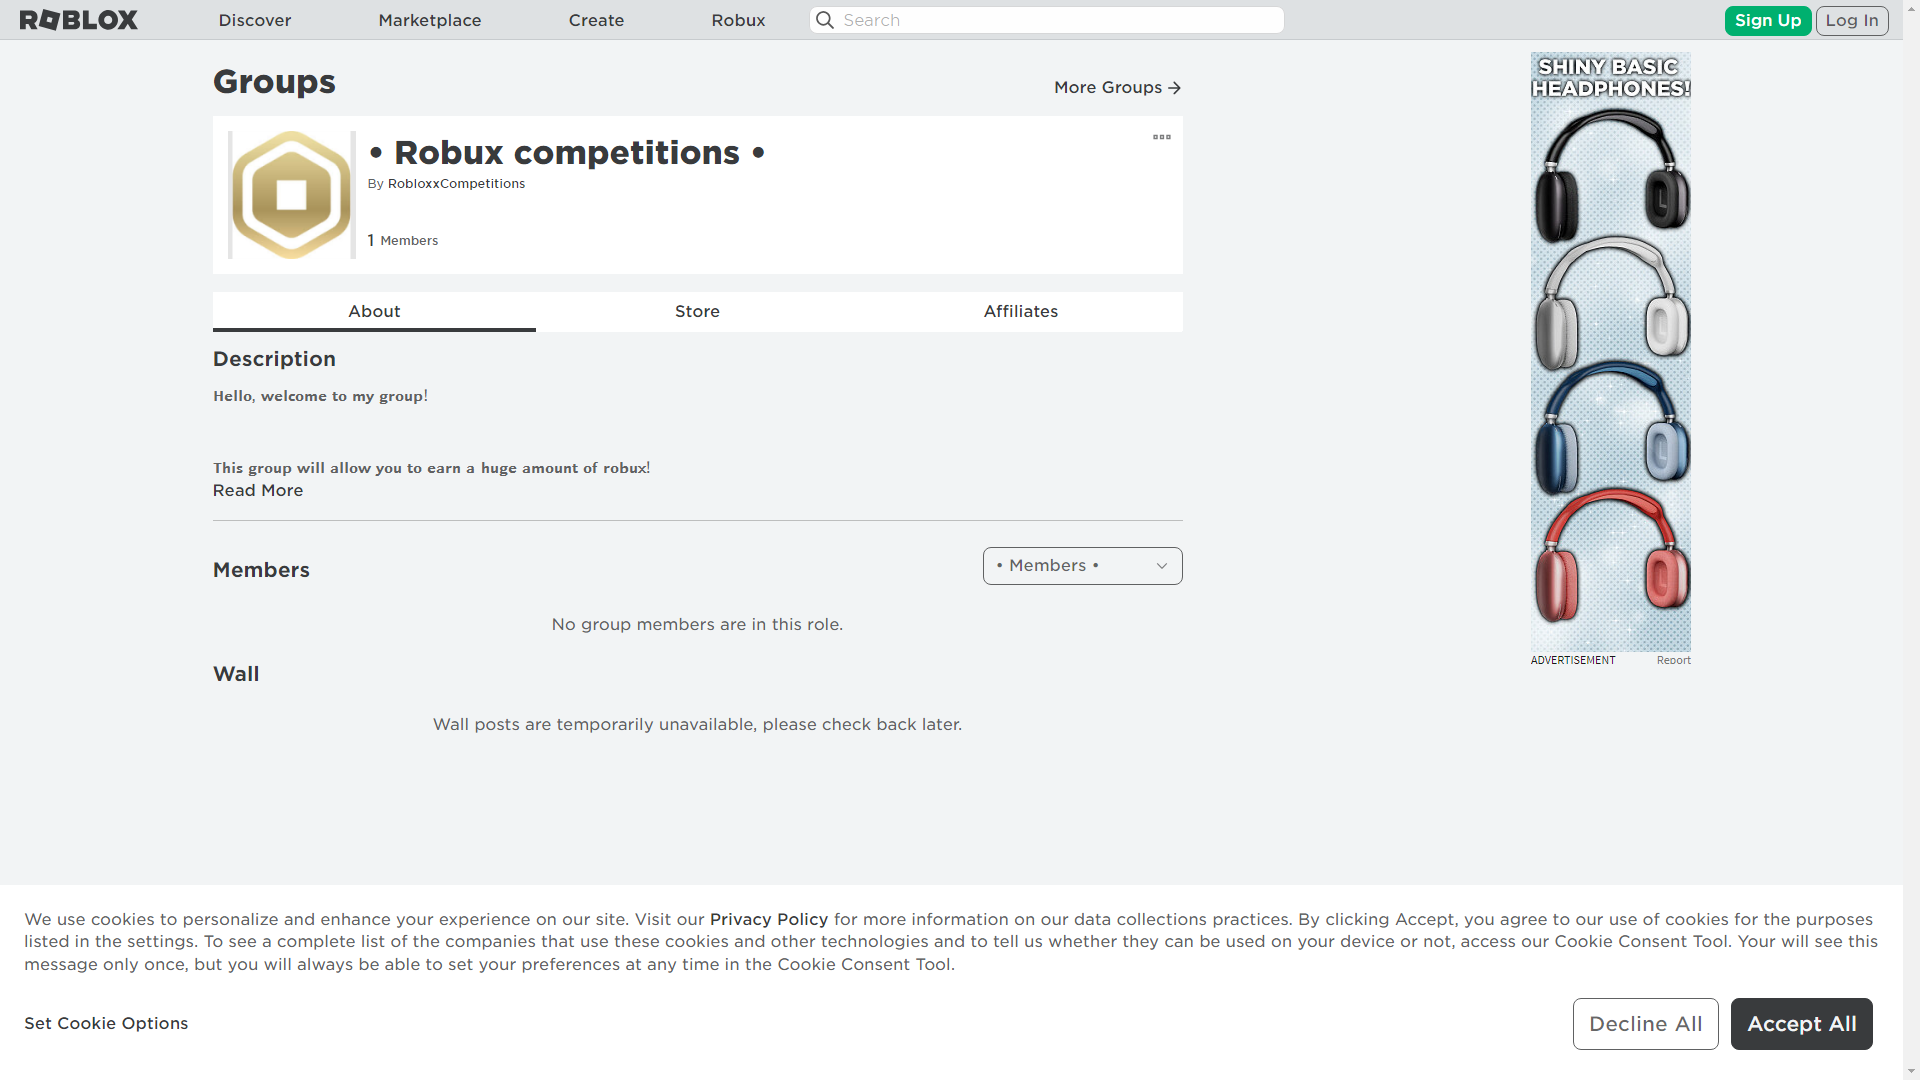 ROBLOX
Discover
Marketplace
Create
Robux
Search
Sign Up
Log In
Groups
More Groups →
• Robux competitions •
By RobloxxCompetitions
1 Members
About
Store
Affiliates
Description
Hello, welcome to my group!
This group will allow you to earn a huge amount of robux!
Read More
Members
• Members •
No group members are in this role.
Wall
Wall posts are temporarily unavailable, please check back later.
SHINY BASIC
HEADPHONES!
ADVERTISEMENT
Report
We use cookies to personalize and enhance your experience on our site. Visit our Privacy Policy for more information on our data collections practices. By clicking Accept, you agree to our use of cookies for the purposes
listed in the settings. To see a complete list of the companies that use these cookies and other technologies and to tell us whether they can be used on your device or not, access our Cookie Consent Tool. Your will see this
message only once, but you will always be able to set your preferences at any time in the Cookie Consent Tool.
Set Cookie Options
Decline All
Accept All